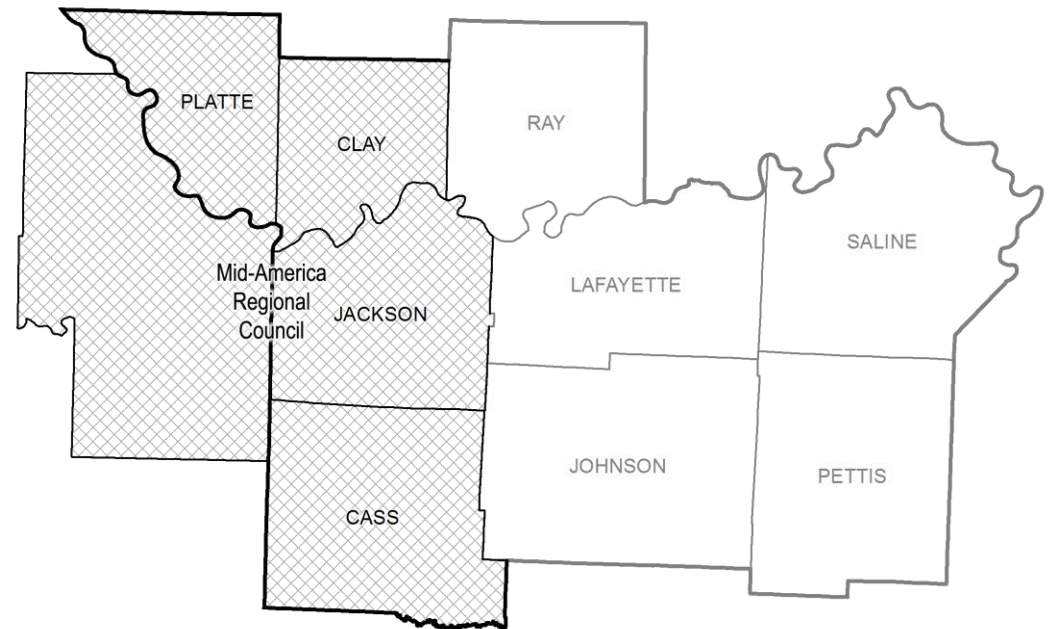 PLATTE
CLAY
RAY
SALINE
Mid-America
Regional
Council
JACKSON
LAFAYETTE
JOHNSON
PETTIS
CASS